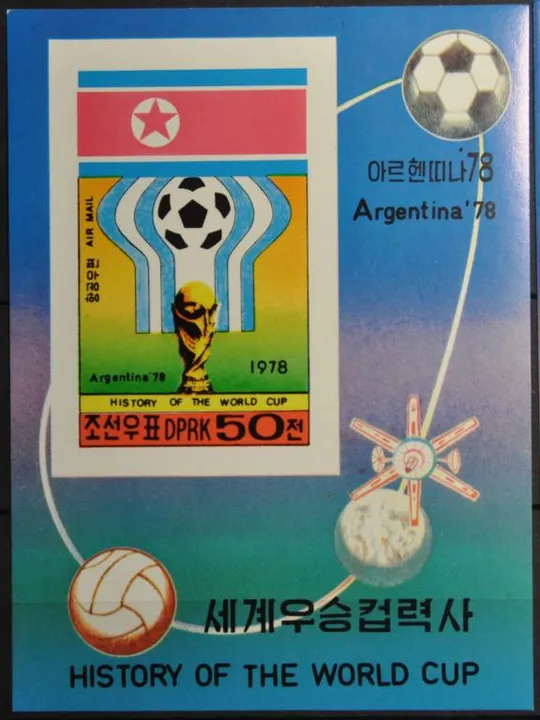 아르헨띠나'78
Argentina'78
항공우표 AIR MAIL
Argentina'78
1978
HISTORY OF THE WORLD CUP
조선우표 DPRK 50전
세계우승컵력사
HISTORY OF THE WORLD CUP